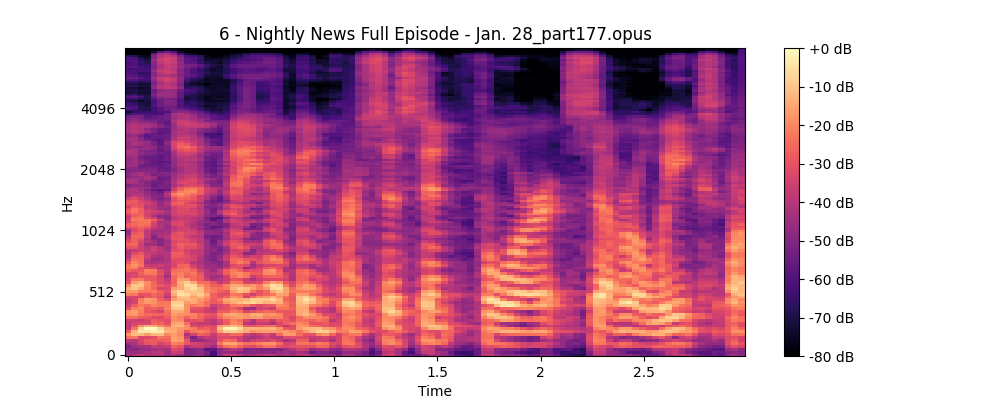 6 - Nightly News Full Episode - Jan. 28_part177.opus
Hz
4096
2048
1024
512
0
0
0.5
1
1.5
2
2.5
Time
+0 dB
-10 dB
-20 dB
-30 dB
-40 dB
-50 dB
-60 dB
-70 dB
-80 dB